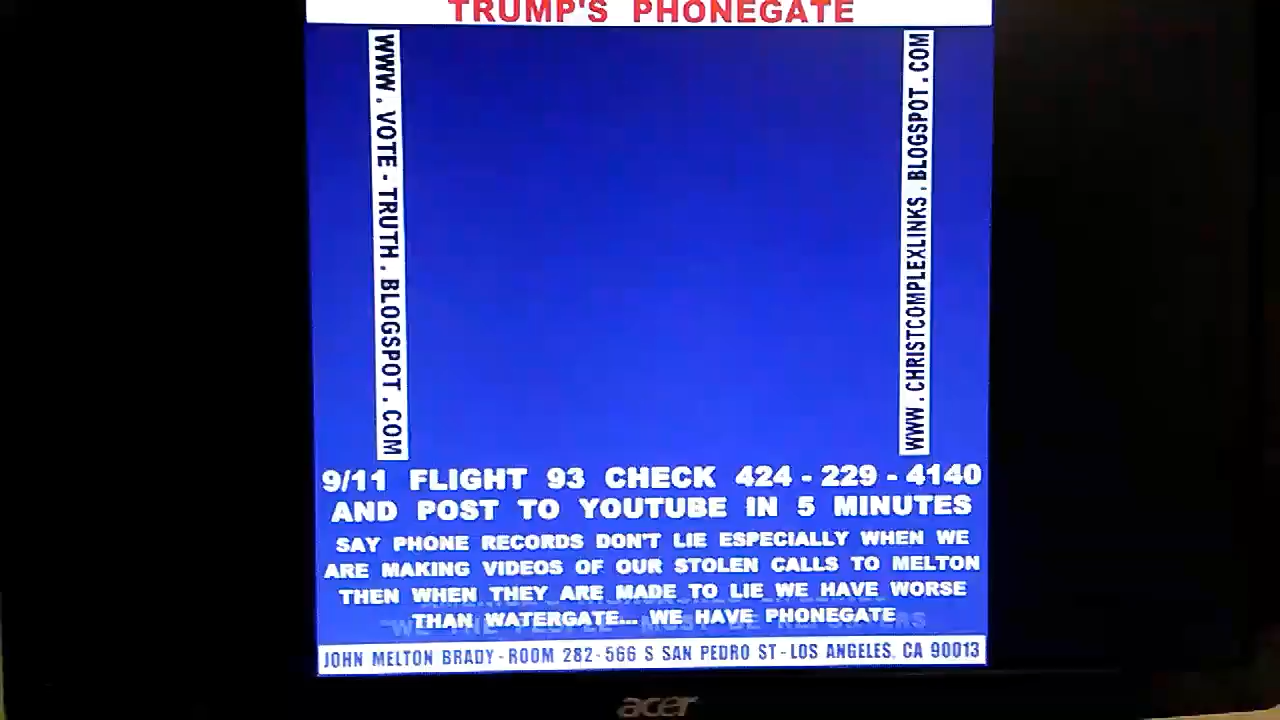 TRUMP'S PHONEGATE
WWW . VOTE - TRUTH . BLOGSPOT . COM
WWW . CHRISTCOMPLEXLINKS . BLOGSPOT . COM
9/11 FLIGHT 93 CHECK 424 - 229 - 4140
AND POST TO YOUTUBE IN 5 MINUTES
SAY PHONE RECORDS DON'T LIE ESPECIALLY WHEN WE
ARE MAKING VIDEOS OF OUR STOLEN CALLS TO MELTON
THEN WHEN THEY ARE MADE TO LIE WE HAVE WORSE
THAN WATERGATE... WE HAVE PHONEGATE
JOHN MELTON BRADY - ROOM 282 - 566 S SAN PEDRO ST - LOS ANGELES, CA 90013
acer